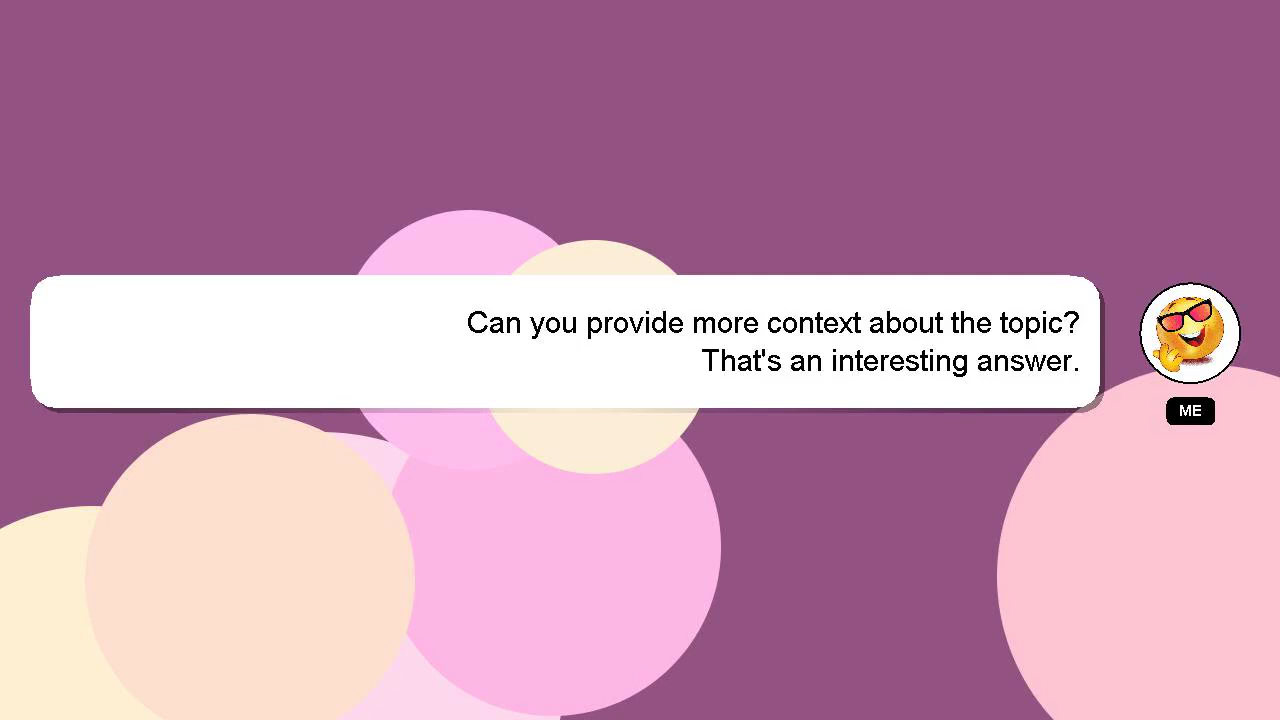 Can you provide more context about the topic?
That's an interesting answer.
ME